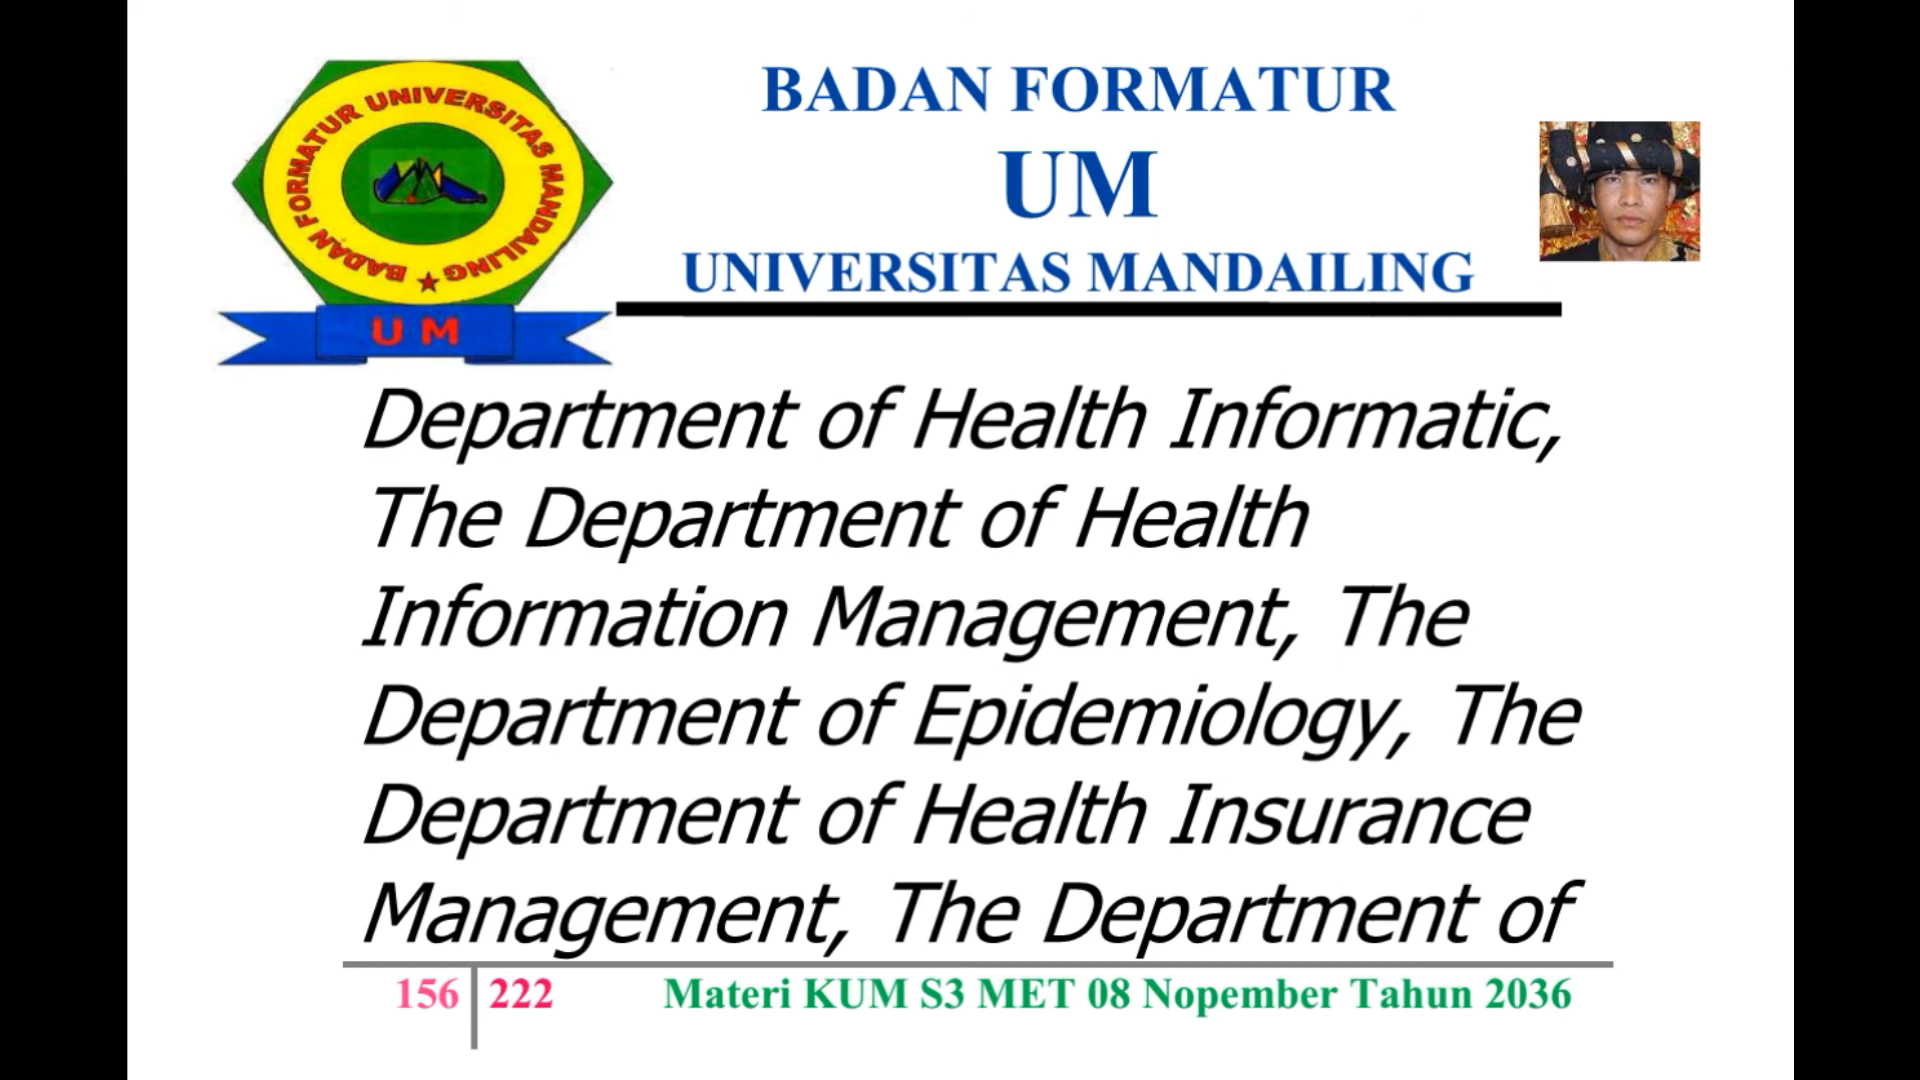 BADAN FORMATUR UNIVERSITAS MANDAILING
UM
BADAN FORMATUR
UM
UNIVERSITAS MANDAILING
Department of Health Informatic,
The Department of Health
Information Management, The
Department of Epidemiology, The
Department of Health Insurance
Management, The Department of
156 222 Materi KUM S3 MET 08 Nopember Tahun 2036